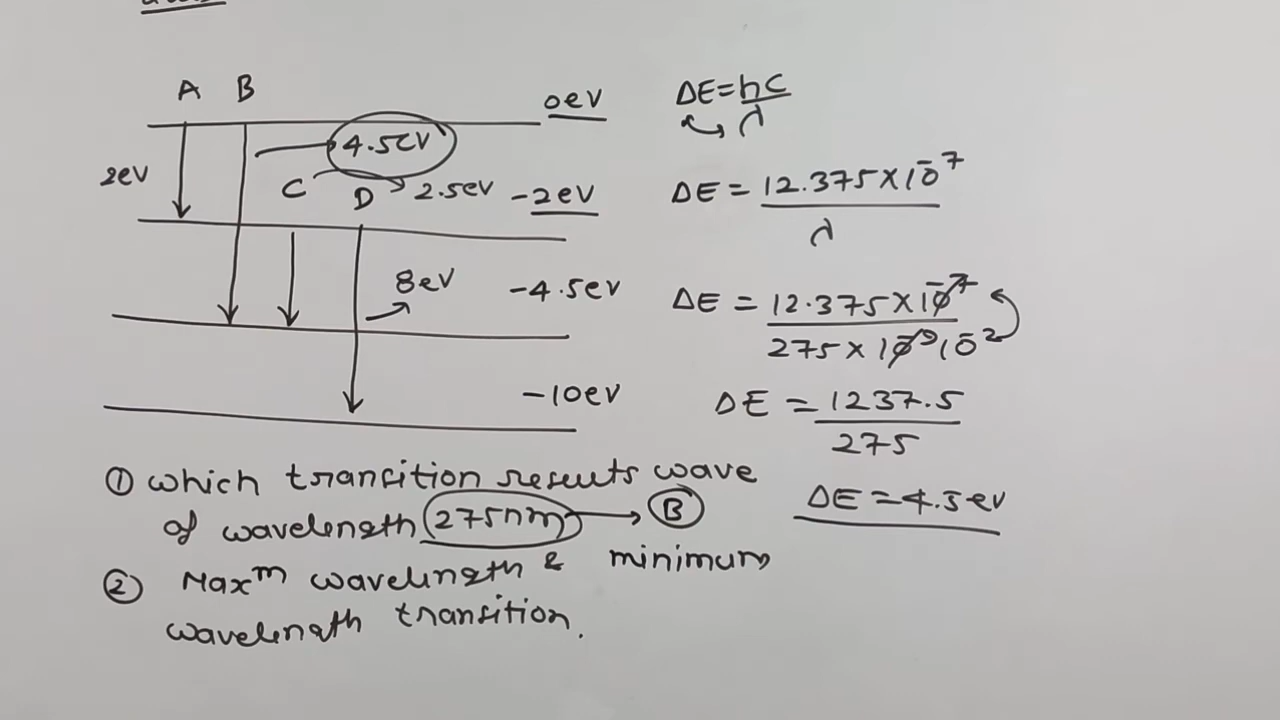 A B
0ev
4.5ev
2ev
C D 2.5ev -2ev
8ev -4.5ev
-10ev
① which transition results wave
of wavelength 275nm → B
② Maxᵐ wavelength & minimum
wavelength transition.
ΔE = hc/λ
ΔE = 12.375×10⁻⁷/λ
ΔE = 12.375×10⁻⁷/275×10⁻⁹ 10⁻²
ΔE = 1237.5/275
ΔE = 4.5ev